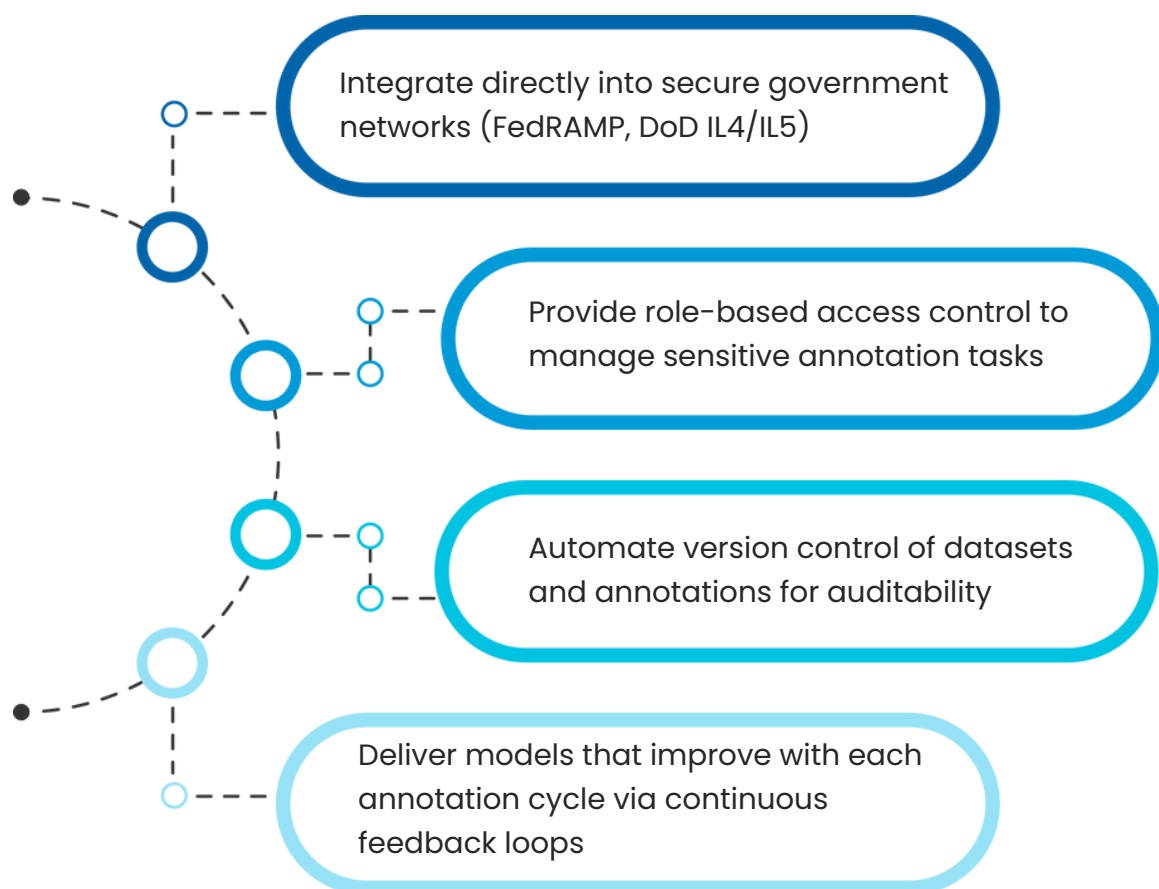 Integrate directly into secure government
networks (FedRAMP, DoD IL4/IL5)
Provide role-based access control to
manage sensitive annotation tasks
Automate version control of datasets
and annotations for auditability
Deliver models that improve with each
annotation cycle via continuous
feedback loops